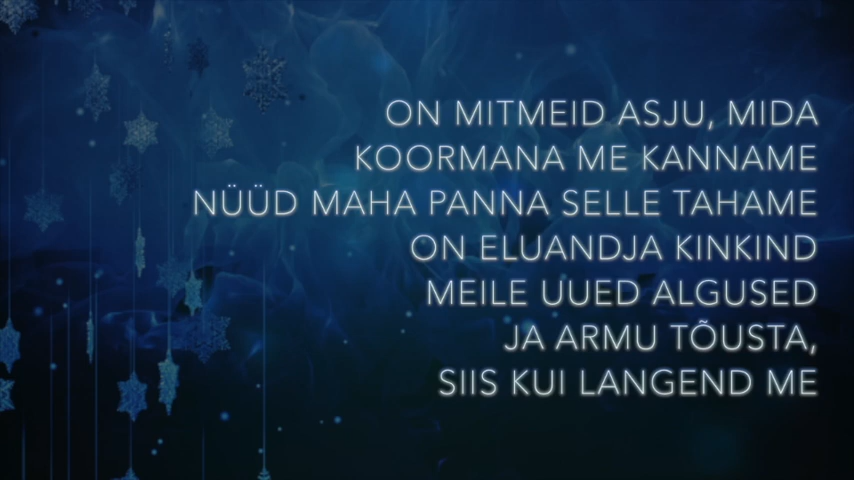 ON MITMEID ASJU, MIDA
KOORMANA ME KANNAME
NÜÜD MAHA PANNA SELLE TAHAME
ON ELUANDJA KINKIND
MEILE UUED ALGUSED
JA ARMU TÕUSTA,
SIIS KUI LANGEND ME